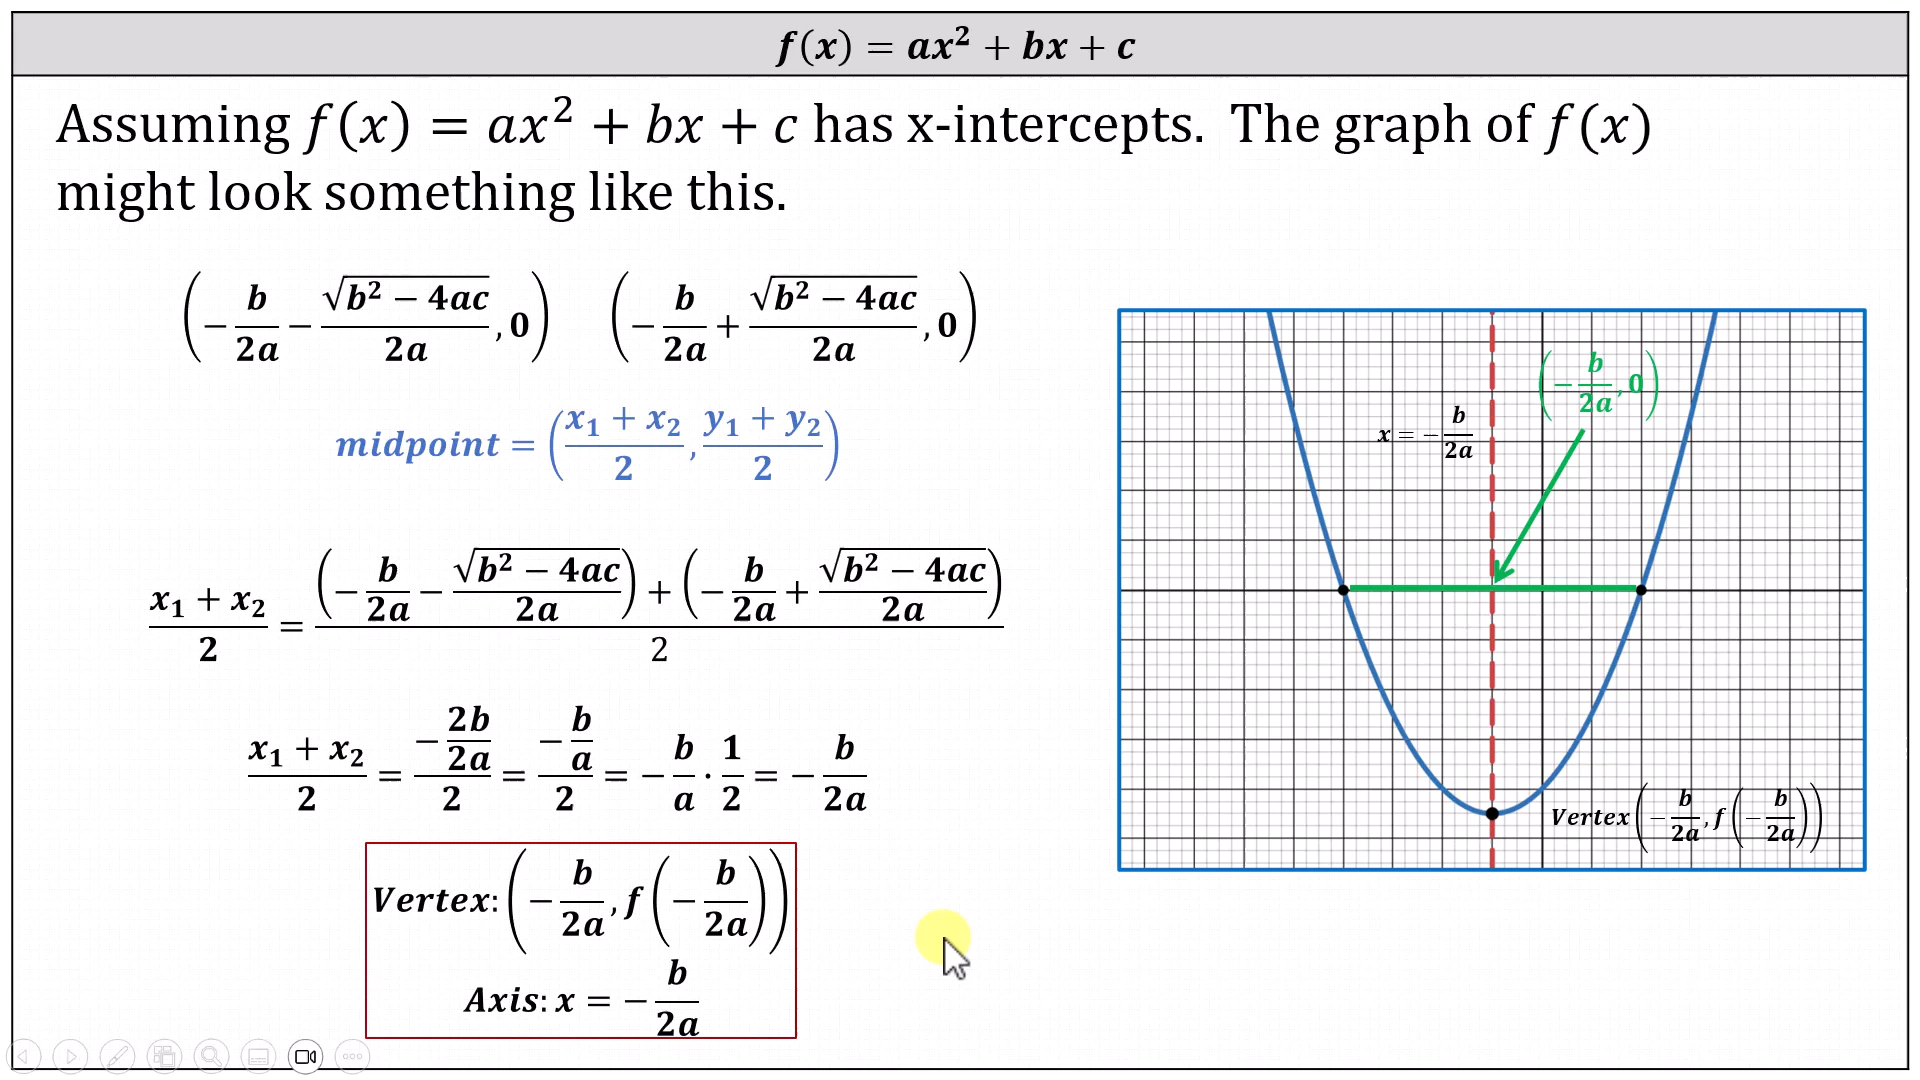 f(x) = ax² + bx + c
Assuming f(x) = ax² + bx + c has x-intercepts. The graph of f(x)
might look something like this.
(−b/2a − √(b² − 4ac)/2a, 0) (−b/2a + √(b² − 4ac)/2a, 0)
midpoint = ((x₁ + x₂)/2, (y₁ + y₂)/2)
(x₁ + x₂)/2 = ((−b/2a − √(b² − 4ac)/2a) + (−b/2a + √(b² − 4ac)/2a))/2
(x₁ + x₂)/2 = (−2b/2a)/2 = (−b/a)/2 = −b/a · 1/2 = −b/2a
Vertex: (−b/2a, f(−b/2a))
Axis: x = −b/2a
(−b/2a, 0)
x = −b/2a
Vertex (−b/2a, f(−b/2a))